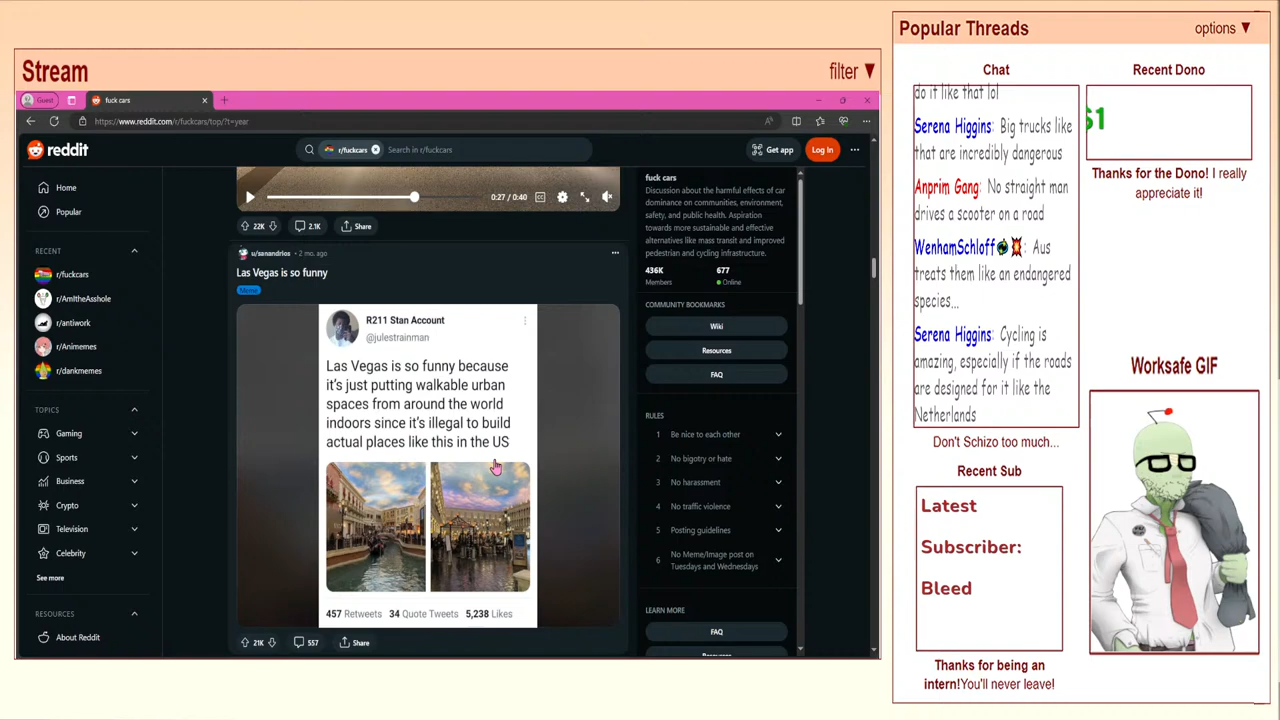 Stream
filter ▼
Guest
fuck cars
https://www.reddit.com/r/fuckcars/top/?t=year
reddit
r/fuckcars
Search in r/fuckcars
Get app
Log In
Home
Popular
RECENT
r/fuckcars
r/AmItheAsshole
r/antiwork
r/Animemes
r/dankmemes
TOPICS
Gaming
Sports
Business
Crypto
Television
Celebrity
See more
RESOURCES
About Reddit
0:27 / 0:40
22K
2.1K
Share
u/sanandrios • 2 mo. ago
Las Vegas is so funny
Meme
R211 Stan Account
@julestrainman
Las Vegas is so funny because
it's just putting walkable urban
spaces from around the world
indoors since it's illegal to build
actual places like this in the US
457 Retweets 34 Quote Tweets 5,238 Likes
21K
557
Share
fuck cars
Discussion about the harmful effects of car
dominance on communities, environment,
safety, and public health. Aspiration
towards more sustainable and effective
alternatives like mass transit and improved
pedestrian and cycling infrastructure.
436K
Members
677
Online
COMMUNITY BOOKMARKS
Wiki
Resources
FAQ
RULES
1 Be nice to each other
2 No bigotry or hate
3 No harassment
4 No traffic violence
5 Posting guidelines
6 No Meme/Image post on
Tuesdays and Wednesdays
LEARN MORE
FAQ
Popular Threads
options ▼
Chat
do it like that lol
Serena Higgins: Big trucks like
that are incredibly dangerous
Anprim Gang: No straight man
drives a scooter on a road
WenhamSchloff: Aus
treats them like an endangered
species...
Serena Higgins: Cycling is
amazing, especially if the roads
are designed for it like the
Netherlands
Don't Schizo too much...
Recent Sub
Latest
Subscriber:
Bleed
Thanks for being an
intern!You'll never leave!
Recent Dono
$1
Thanks for the Dono! I really
appreciate it!
Worksafe GIF